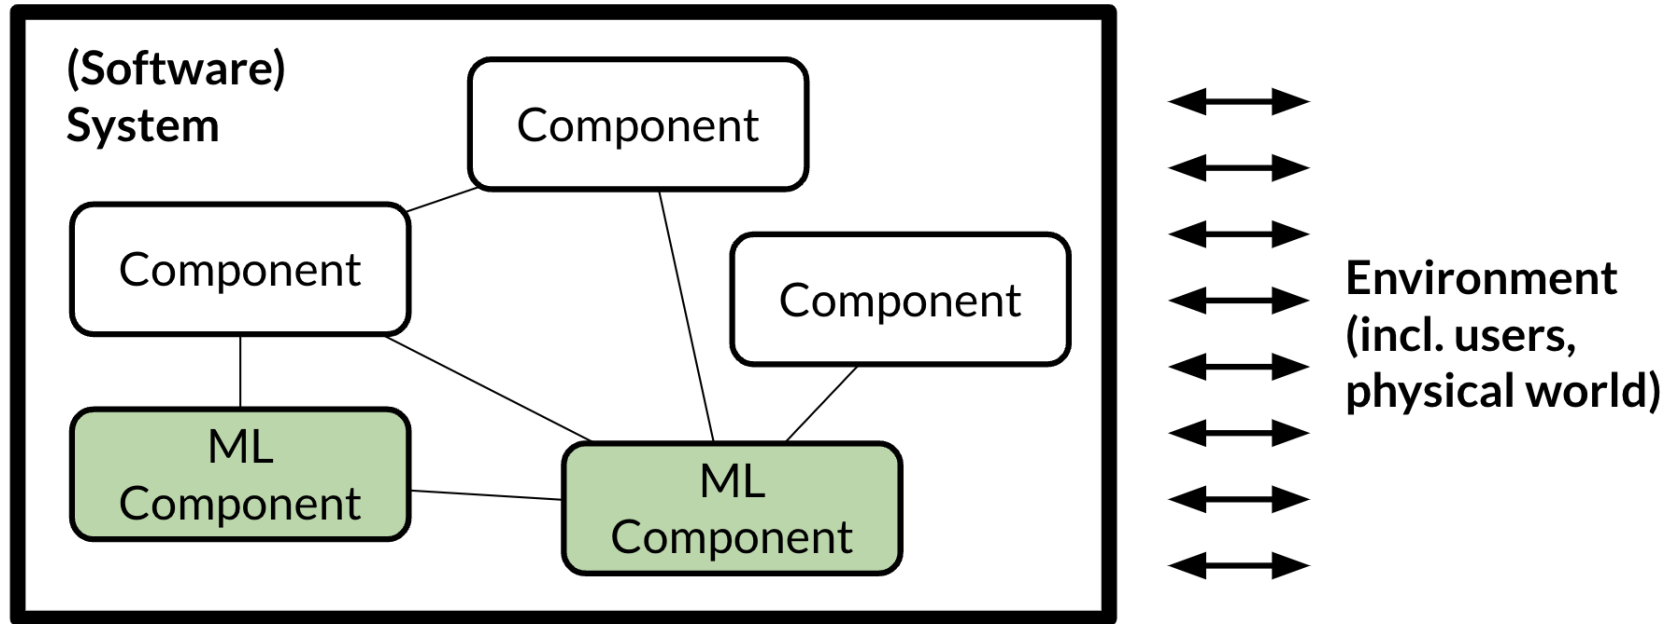 (Software)
System
Component
Component
Component
ML
Component
ML
Component
Environment
(incl. users,
physical world)